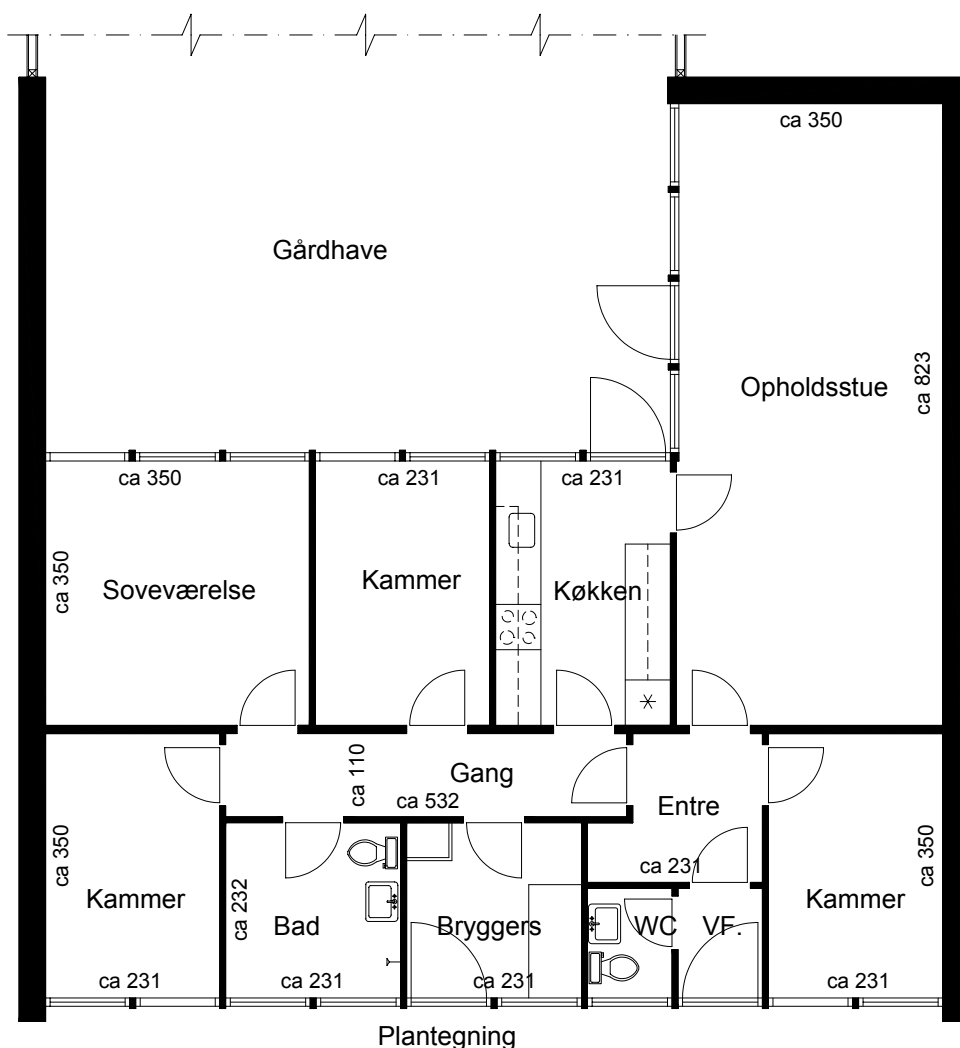 ca 350
Gårdhave
ca 823
Opholdsstue
ca 350
ca 231
ca 231
ca 350
Soveværelse
Kammer
Køkken
ca 110
Gang
ca 532
Entre
ca 231
ca 350
Kammer
ca 232
Bad
Bryggers
WC
VF.
ca 350
Kammer
ca 231
ca 231
ca 231
ca 231
Plantegning